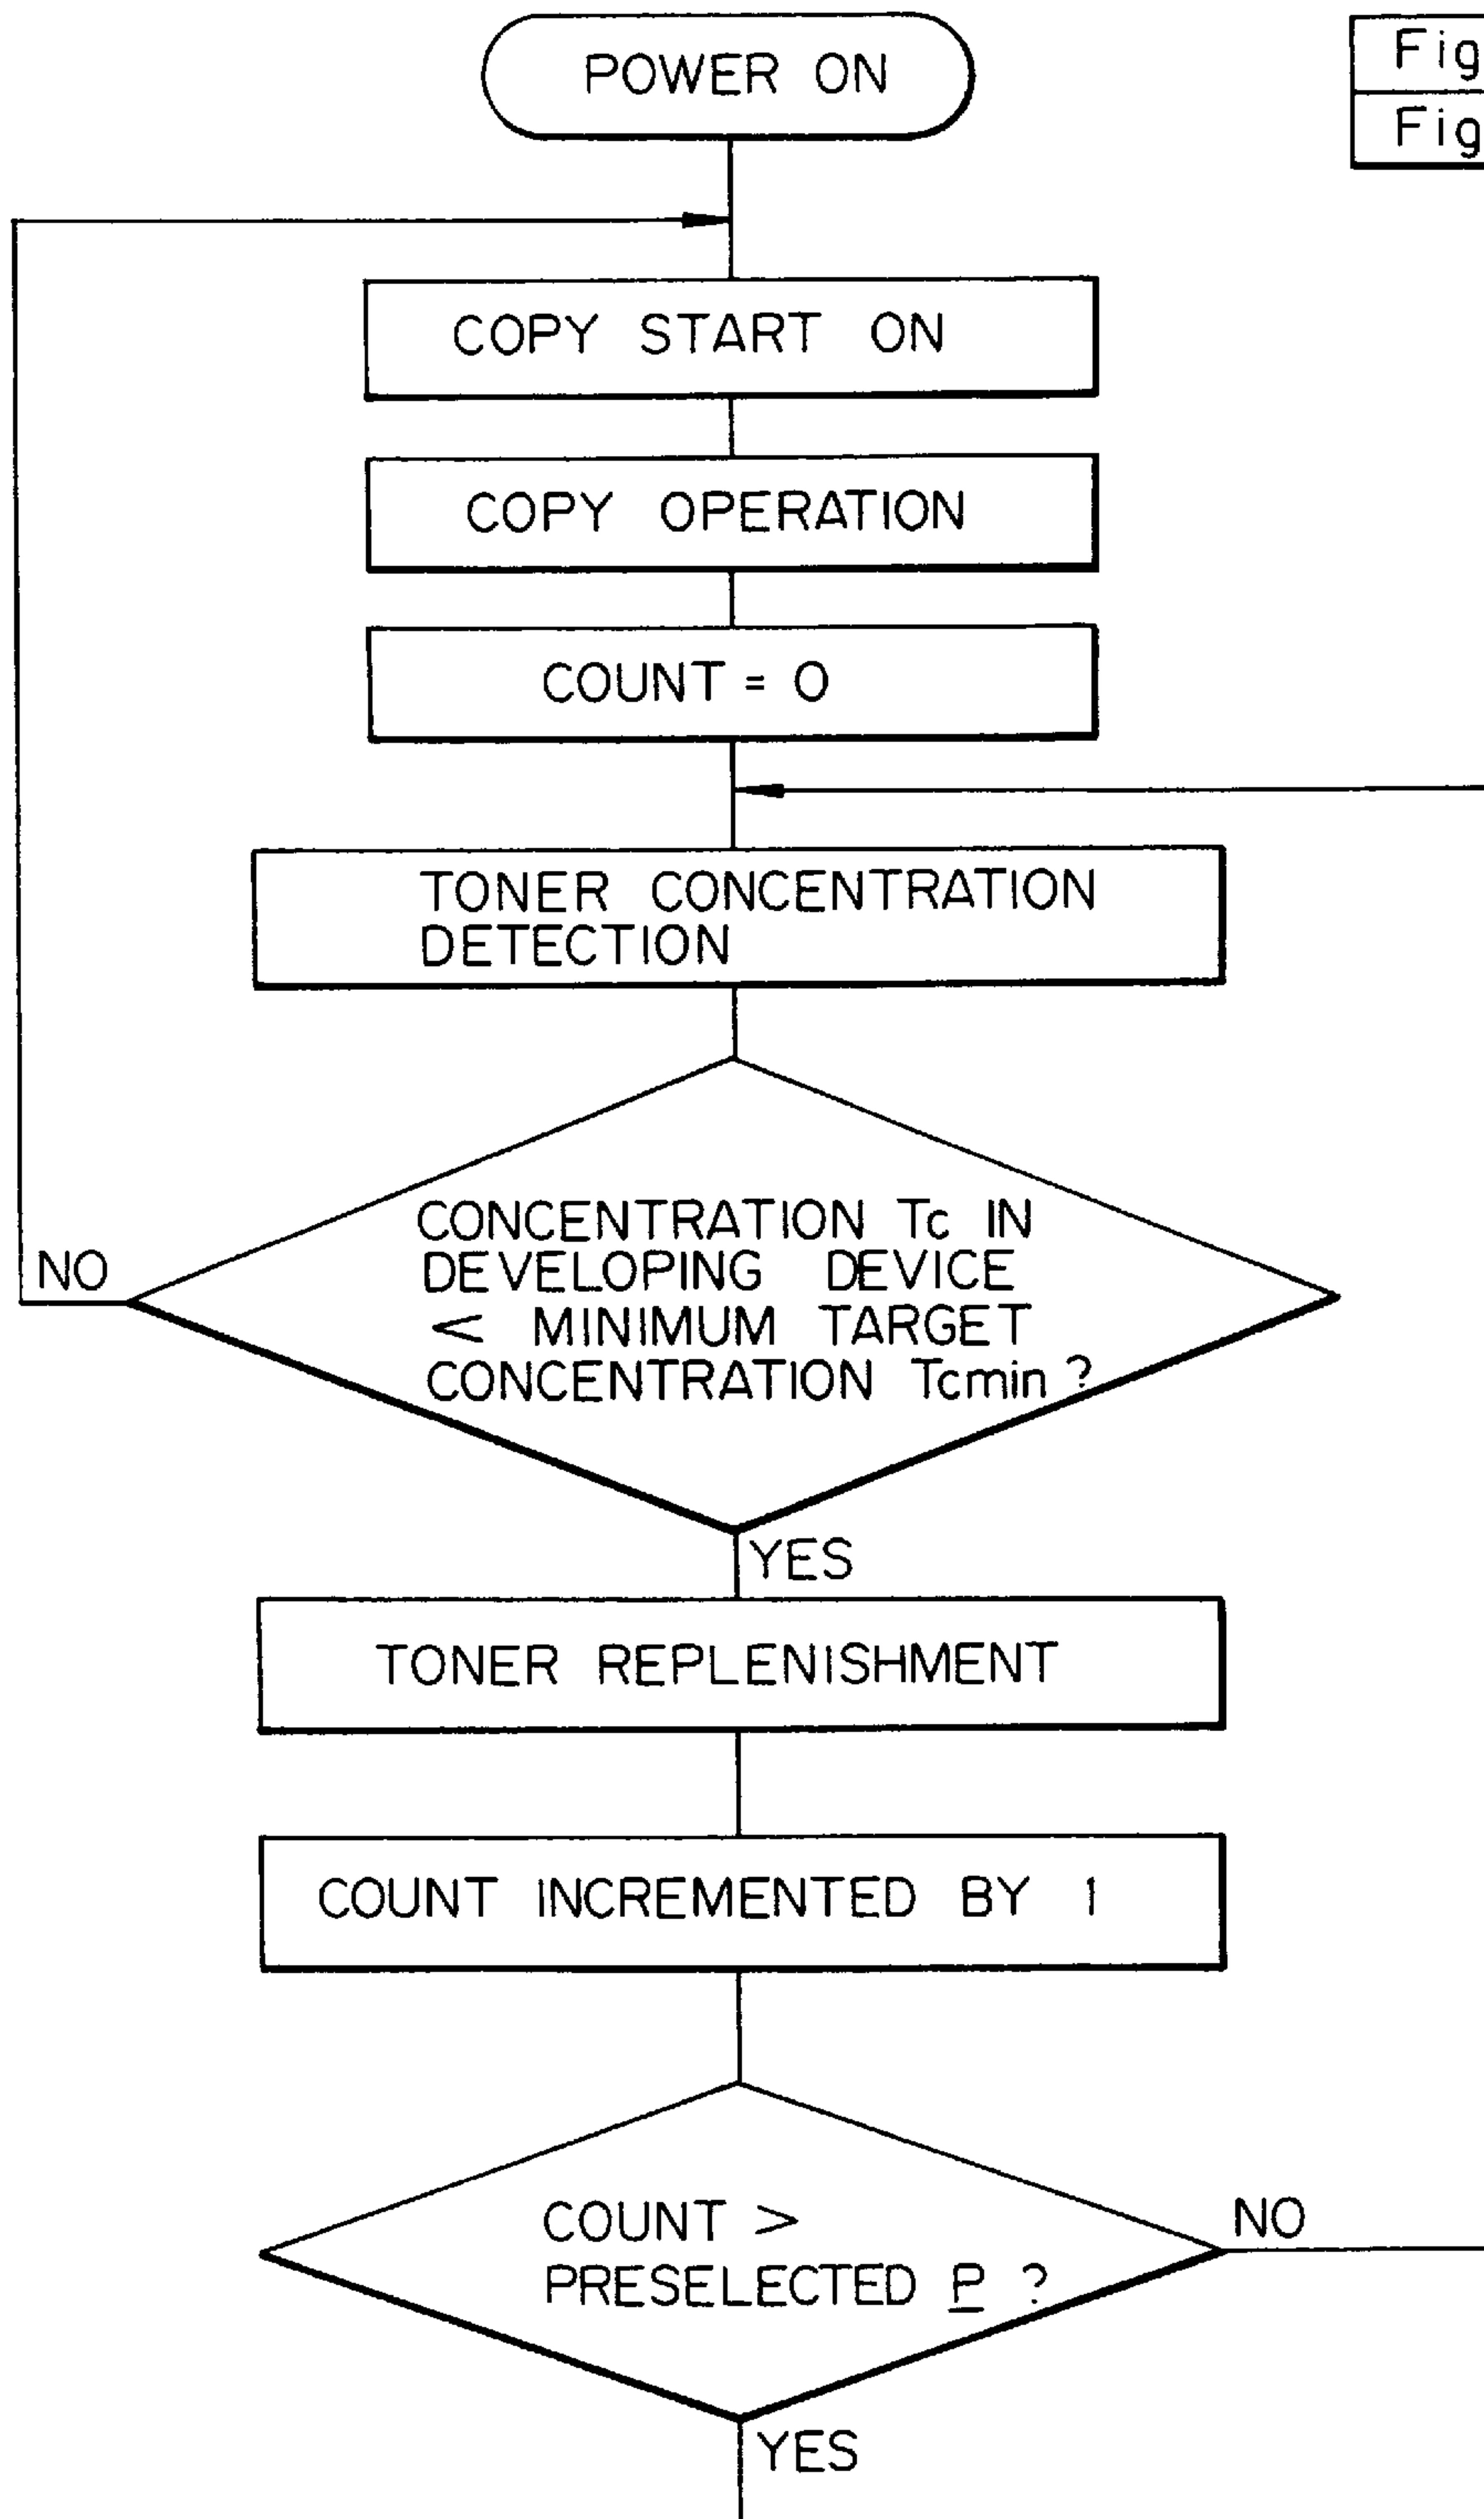 POWER ON
Fig
Fig
COPY START ON
COPY OPERATION
COUNT = 0
TONER CONCENTRATION
DETECTION
CONCENTRATION Tc IN
DEVELOPING DEVICE
< MINIMUM TARGET
CONCENTRATION Tcmin ?
NO
YES
TONER REPLENISHMENT
COUNT INCREMENTED BY 1
COUNT >
PRESELECTED P ?
NO
YES